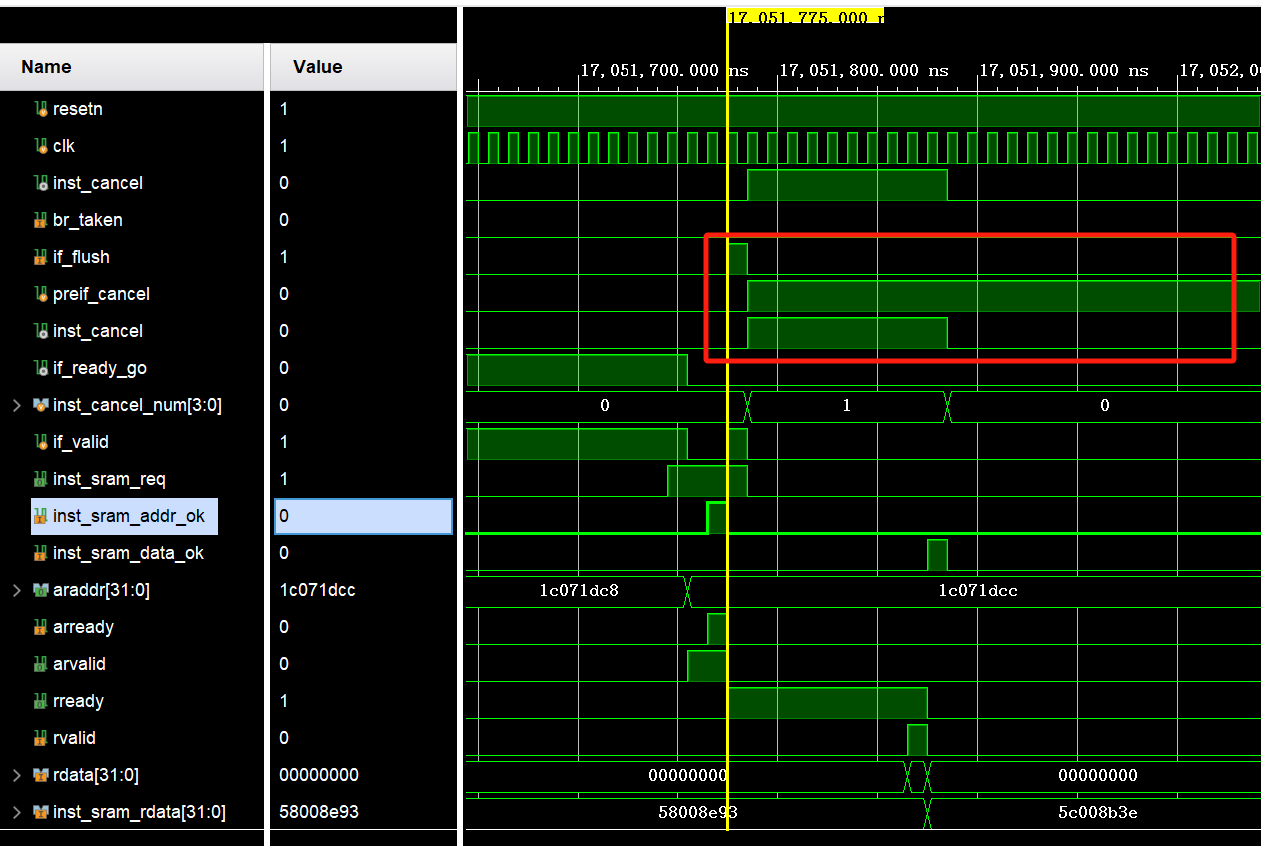 17,051,775.000 n
Name Value
17,051,700.000 ns 17,051,800.000 ns 17,051,900.000 ns 17,052,0
resetn 1
clk 1
inst_cancel 0
br_taken 0
if_flush 1
preif_cancel 0
inst_cancel 0
if_ready_go 0
inst_cancel_num[3:0] 0 0 1 0
if_valid 1
inst_sram_req 1
inst_sram_addr_ok 0
inst_sram_data_ok 0
araddr[31:0] 1c071dcc 1c071dc8 1c071dcc
arready 0
arvalid 0
rready 1
rvalid 0
rdata[31:0] 00000000 00000000 00000000
inst_sram_rdata[31:0] 58008e93 58008e93 5c008b3e